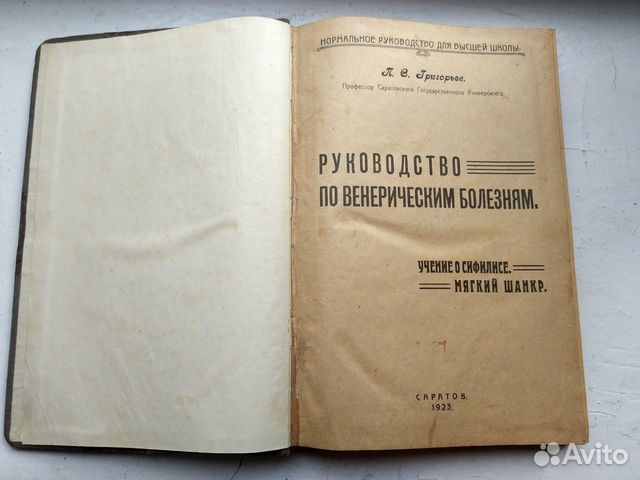 НОРМАЛЬНОЕ РУКОВОДСТВО ДЛЯ ВЫСШЕЙ ШКОЛЫ.
П. С. Григорьев.
Профессор Саратовского Государственного Университета.
РУКОВОДСТВО
ПО ВЕНЕРИЧЕСКИМ БОЛЕЗНЯМ.
УЧЕНИЕ О СИФИЛИСЕ.
МЯГКИЙ ШАНКР.
САРАТОВ.
1923.
Avito